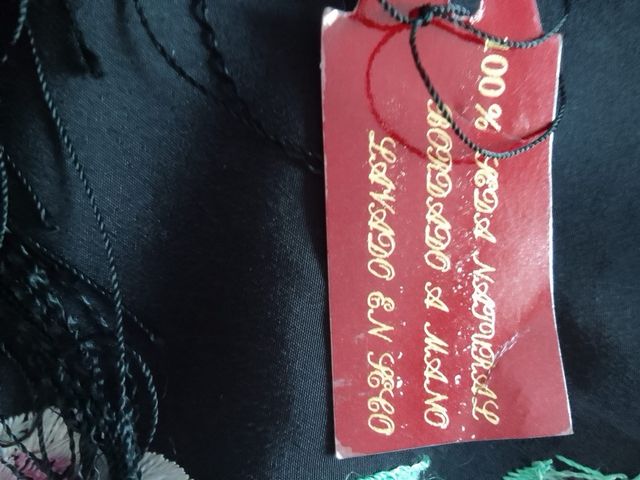 100% SEDA NATURAL
BORDADO A MANO
LAVADO EN SECO